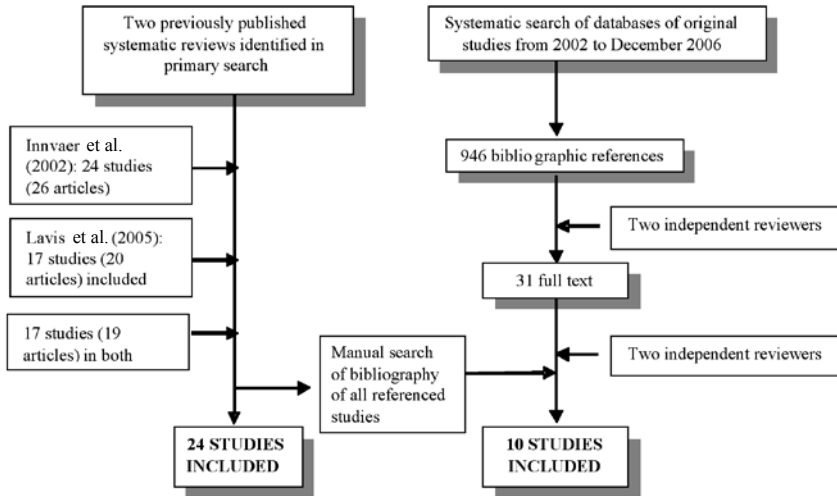 Two previously published
systematic reviews identified in
primary search
Systematic search of databases of original
studies from 2002 to December 2006
Innvaer et al.
(2002): 24 studies
(26 articles)
946 bibliographic references
Two independent reviewers
Lavis et al. (2005):
17 studies (20
articles) included
31 full text
17 studies (19
articles) in both
Manual search
of bibliography
of all referenced
studies
Two independent reviewers
24 STUDIES
INCLUDED
10 STUDIES
INCLUDED